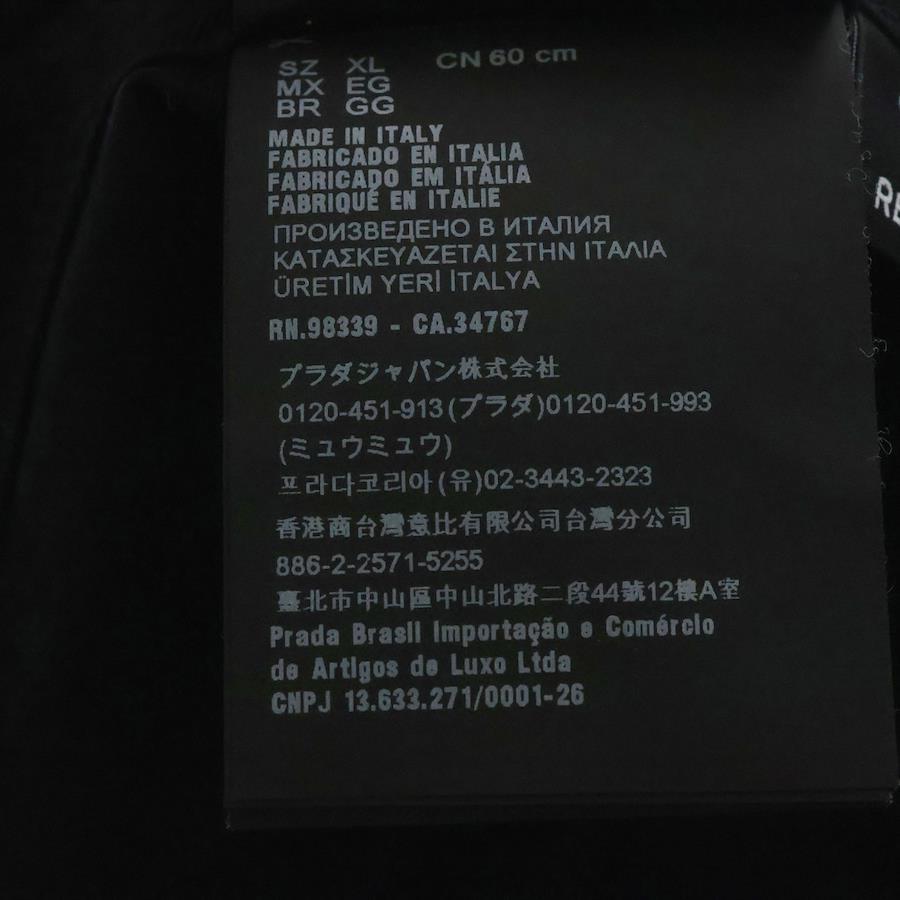 SZ XL CN 60 cm
MX EG
BR GG
MADE IN ITALY
FABRICADO EN ITALIA
FABRICADO EM ITÁLIA
FABRIQUÉ EN ITALIE
ПРОИЗВЕДЕНО В ИТАЛИЯ
ΚΑΤΑΣΚΕΥΑΖΕΤΑΙ ΣΤΗΝ ΙΤΑΛΙΑ
ÜRETİM YERİ İTALYA
RN.98339 - CA.34767
プラダジャパン株式会社
0120-451-913(プラダ)0120-451-993
(ミュウミュウ)
프라다코리아(유)02-3443-2323
香港商台灣意比有限公司台灣分公司
886-2-2571-5255
臺北市中山區中山北路二段44號12樓A室
Prada Brasil Importação e Comércio
de Artigos de Luxo Ltda
CNPJ 13.633.271/0001-26
RE